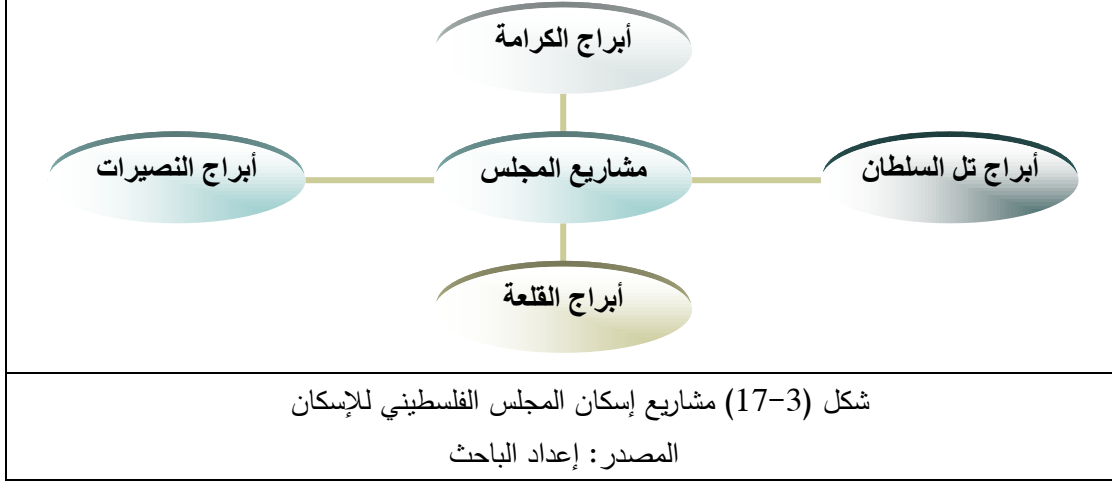 أبراج الكرامة
أبراج تل السلطان
مشاريع المجلس
أبراج النصيرات
أبراج القلعة
شكل (3-17) مشاريع إسكان المجلس الفلسطيني للإسكان
المصدر: إعداد الباحث